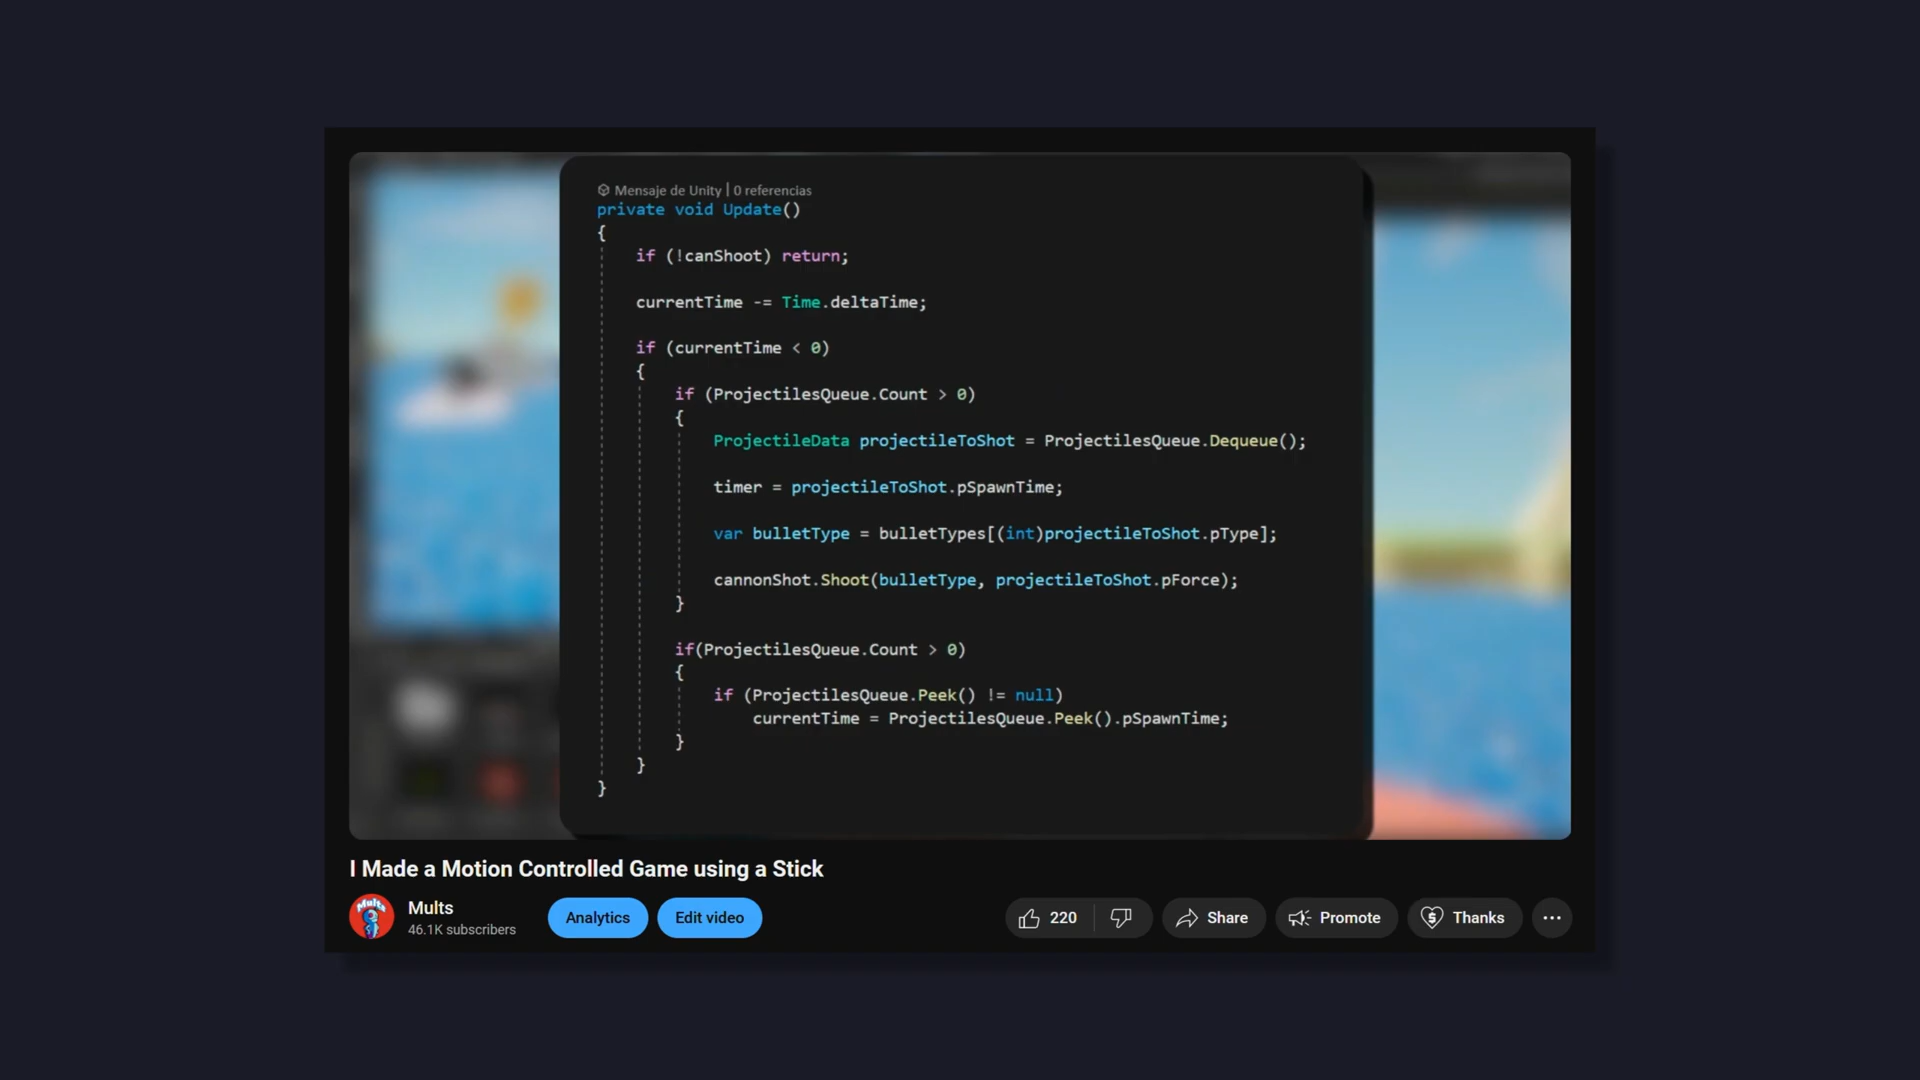 Mensaje de Unity | 0 referencias
private void Update()
{
if (!canShoot) return;
currentTime -= Time.deltaTime;
if (currentTime < 0)
{
if (ProjectilesQueue.Count > 0)
{
ProjectileData projectileToShot = ProjectilesQueue.Dequeue();
timer = projectileToShot.pSpawnTime;
var bulletType = bulletTypes[(int)projectileToShot.pType];
cannonShot.Shoot(bulletType, projectileToShot.pForce);
}
if(ProjectilesQueue.Count > 0)
{
if (ProjectilesQueue.Peek() != null)
currentTime = ProjectilesQueue.Peek().pSpawnTime;
}
}
}
I Made a Motion Controlled Game using a Stick
Mults
Mults
46.1K subscribers
Analytics
Edit video
220
Share
Promote
Thanks